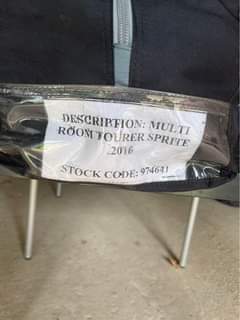 DESCRIPTION: MULTI
ROOM TOURER SPRITE
2016
STOCK CODE: 974641